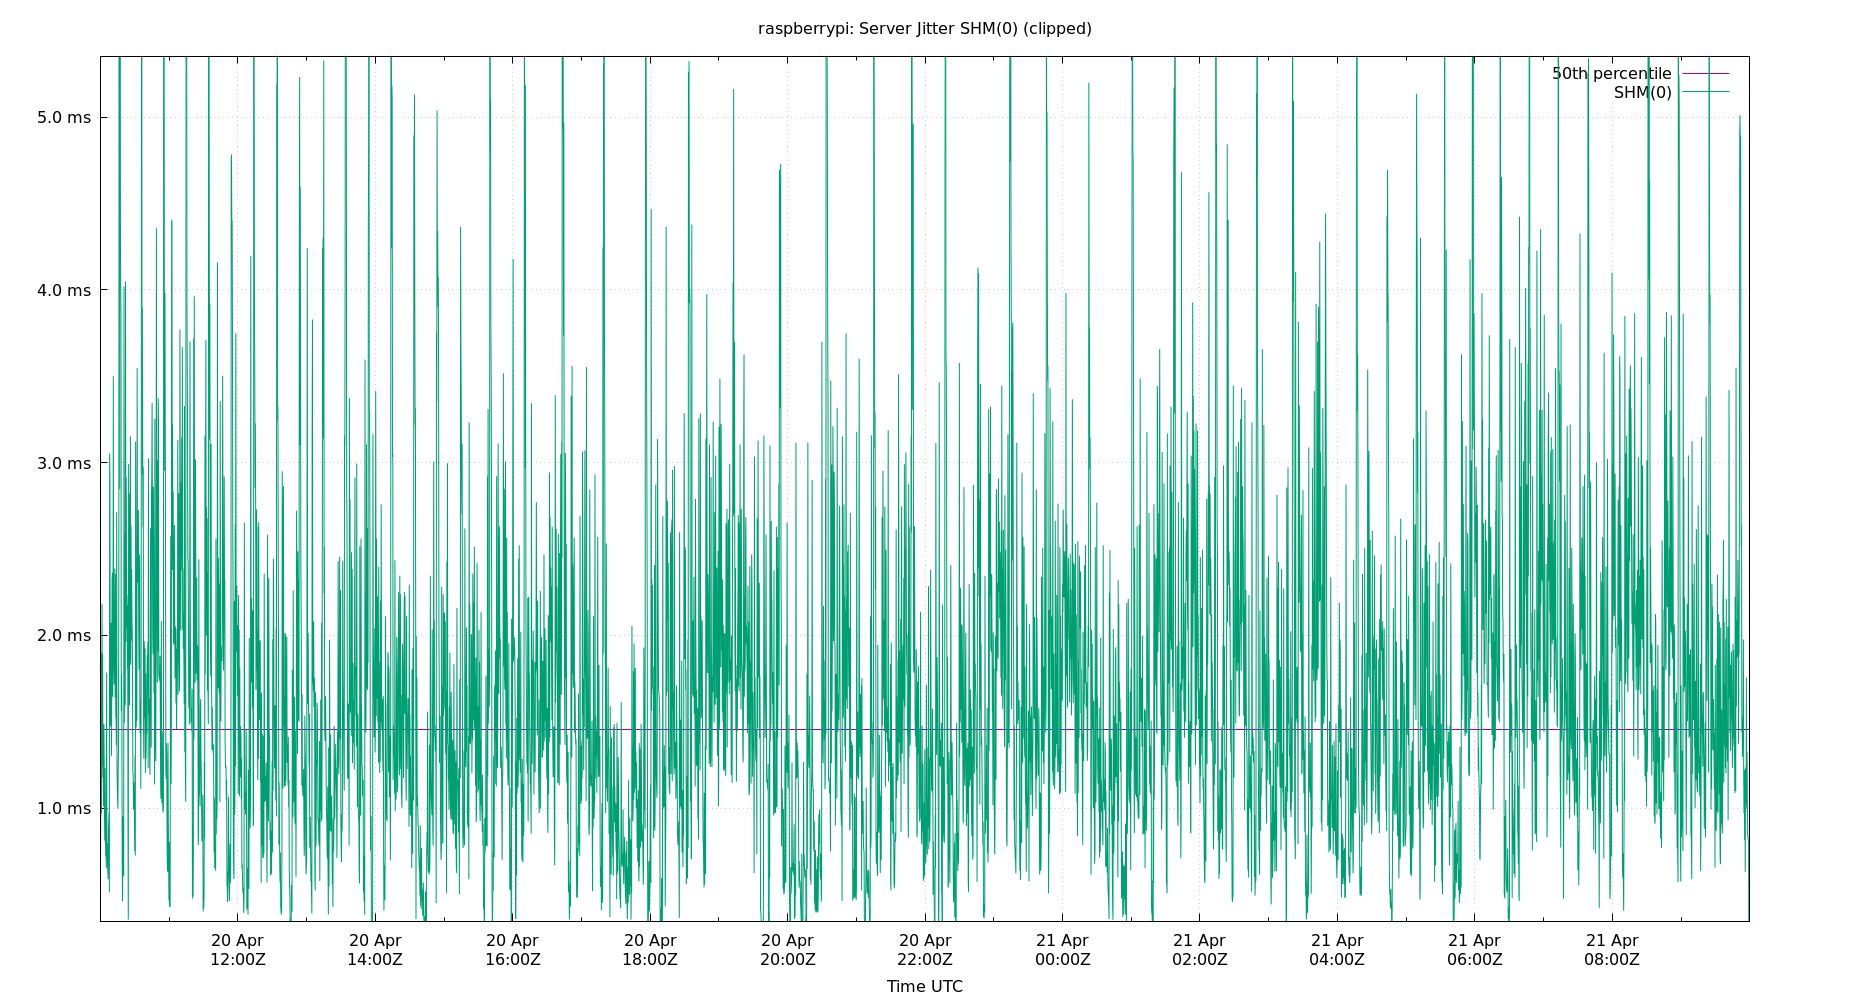 raspberrypi: Server Jitter SHM(0) (clipped)
50th percentile
SHM(0)
5.0 ms
4.0 ms
3.0 ms
2.0 ms
1.0 ms
20 Apr 20 Apr 20 Apr 20 Apr 20 Apr 20 Apr 21 Apr 21 Apr 21 Apr 21 Apr 21 Apr
12:00Z 14:00Z 16:00Z 18:00Z 20:00Z 22:00Z 00:00Z 02:00Z 04:00Z 06:00Z 08:00Z
Time UTC